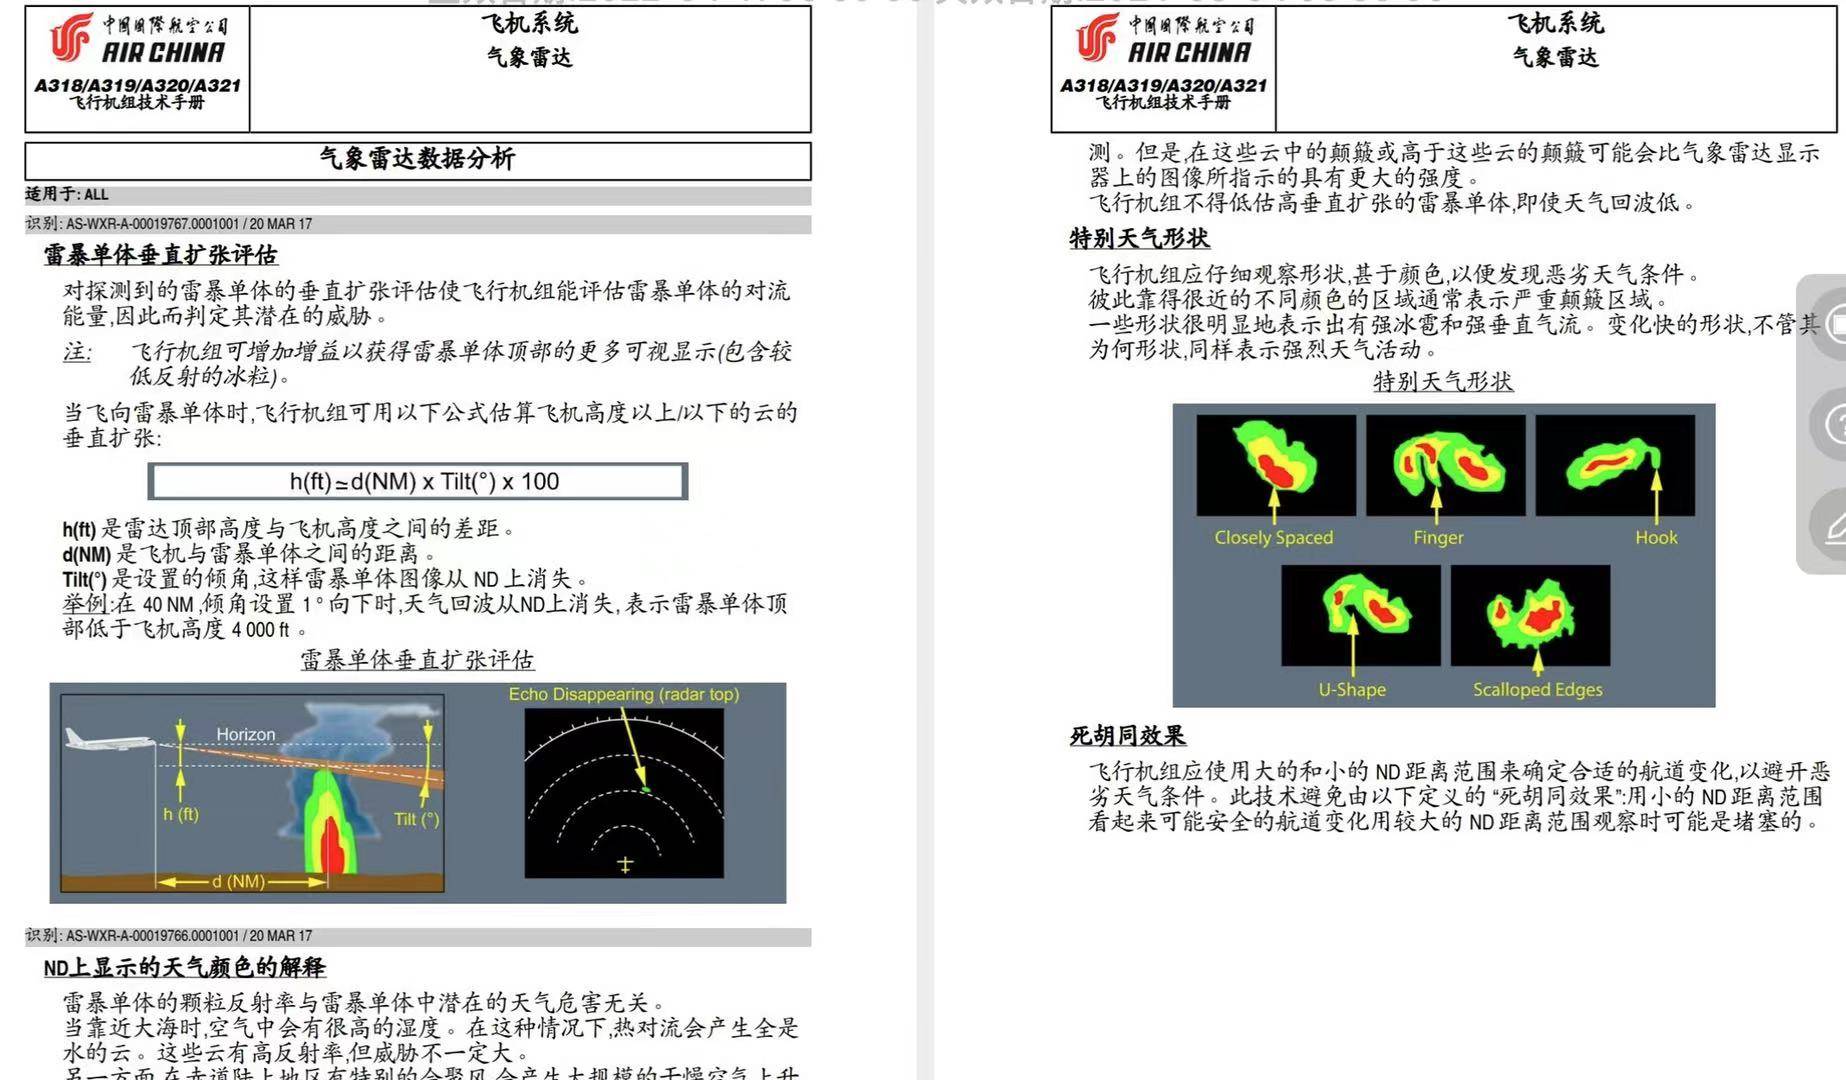 中国国際航空公司
AIR CHINA
A318/A319/A320/A321
飞行机组技术手册
飞机系统
气象雷达
气象雷达数据分析
适用于: ALL
识别: AS-WXR-A-00019767.0001001 / 20 MAR 17
雷暴单体垂直扩张评估
对探测到的雷暴单体的垂直扩张评估使飞行机组能评估雷暴单体的对流
能量,因此而判定其潜在的威胁。
注: 飞行机组可增加增益以获得雷暴单体顶部的更多可视显示(包含较
低反射的冰粒)。
当飞向雷暴单体时,飞行机组可用以下公式估算飞机高度以上/以下的云的
垂直扩张:
h(ft)≃d(NM) x Tilt(°) x 100
h(ft) 是雷达顶部高度与飞机高度之间的差距。
d(NM) 是飞机与雷暴单体之间的距离。
Tilt(°) 是设置的倾角,这样雷暴单体图像从 ND 上消失。
举例:在 40 NM ,倾角设置 1°向下时,天气回波从ND上消失, 表示雷暴单体顶
部低于飞机高度 4 000 ft 。
雷暴单体垂直扩张评估
Horizon
h (ft)
Tilt (°)
d (NM)
Echo Disappearing (radar top)
识别: AS-WXR-A-00019766.0001001 / 20 MAR 17
ND上显示的天气颜色的解释
雷暴单体的颗粒反射率与雷暴单体中潜在的天气危害无关。
当靠近大海时,空气中会有很高的湿度。在这种情况下,热对流会产生全是
水的云。这些云有高反射率,但威胁不一定大。
另一方面,在赤道陆上地区有特别的合聚风,会产生大规模的干燥空气上升
中国国際航空公司
AIR CHINA
A318/A319/A320/A321
飞行机组技术手册
飞机系统
气象雷达
测。但是,在这些云中的颠簸或高于这些云的颠簸可能会比气象雷达显示
器上的图像所指示的具有更大的强度。
飞行机组不得低估高垂直扩张的雷暴单体,即使天气回波低。
特别天气形状
飞行机组应仔细观察形状,甚于颜色,以便发现恶劣天气条件。
彼此靠得很近的不同颜色的区域通常表示严重颠簸区域。
一些形状很明显地表示出有强冰雹和强垂直气流。变化快的形状,不管其
为何形状,同样表示强烈天气活动。
特别天气形状
Closely Spaced
Finger
Hook
U-Shape
Scalloped Edges
死胡同效果
飞行机组应使用大的和小的 ND 距离范围来确定合适的航道变化,以避开恶
劣天气条件。此技术避免由以下定义的 “死胡同效果”:用小的 ND 距离范围
看起来可能安全的航道变化用较大的 ND 距离范围观察时可能是堵塞的。